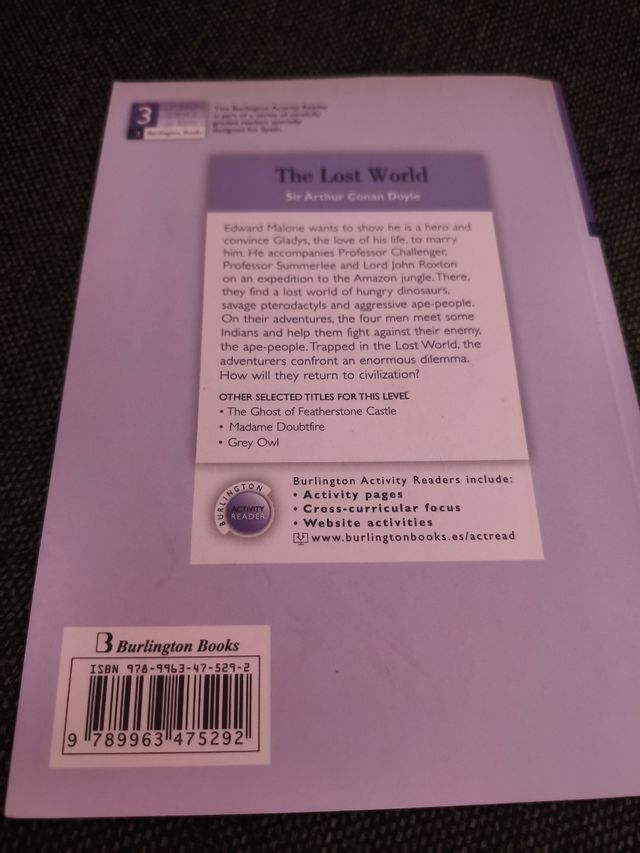 3
This Burlington Activity Reader
is part of a series of carefully
graded readers specially
designed for Spain.
Burlington Books
The Lost World
Sir Arthur Conan Doyle
Edward Malone wants to show he is a hero and
convince Gladys, the love of his life, to marry
him. He accompanies Professor Challenger,
Professor Summerlee and Lord John Roxton
on an expedition to the Amazon jungle. There,
they find a lost world of hungry dinosaurs,
savage pterodactyls and aggressive ape-people.
On their adventures, the four men meet some
Indians and help them fight against their enemy,
the ape-people. Trapped in the Lost World, the
adventurers confront an enormous dilemma.
How will they return to civilization?
OTHER SELECTED TITLES FOR THIS LEVEL
• The Ghost of Featherstone Castle
• Madame Doubtfire
• Grey Owl
BURLINGTON
ACTIVITY
READER
Burlington Activity Readers include:
• Activity pages
• Cross-curricular focus
• Website activities
www.burlingtonbooks.es/actread
B Burlington Books
ISBN 978-9963-47-529-2
9 789963 475292